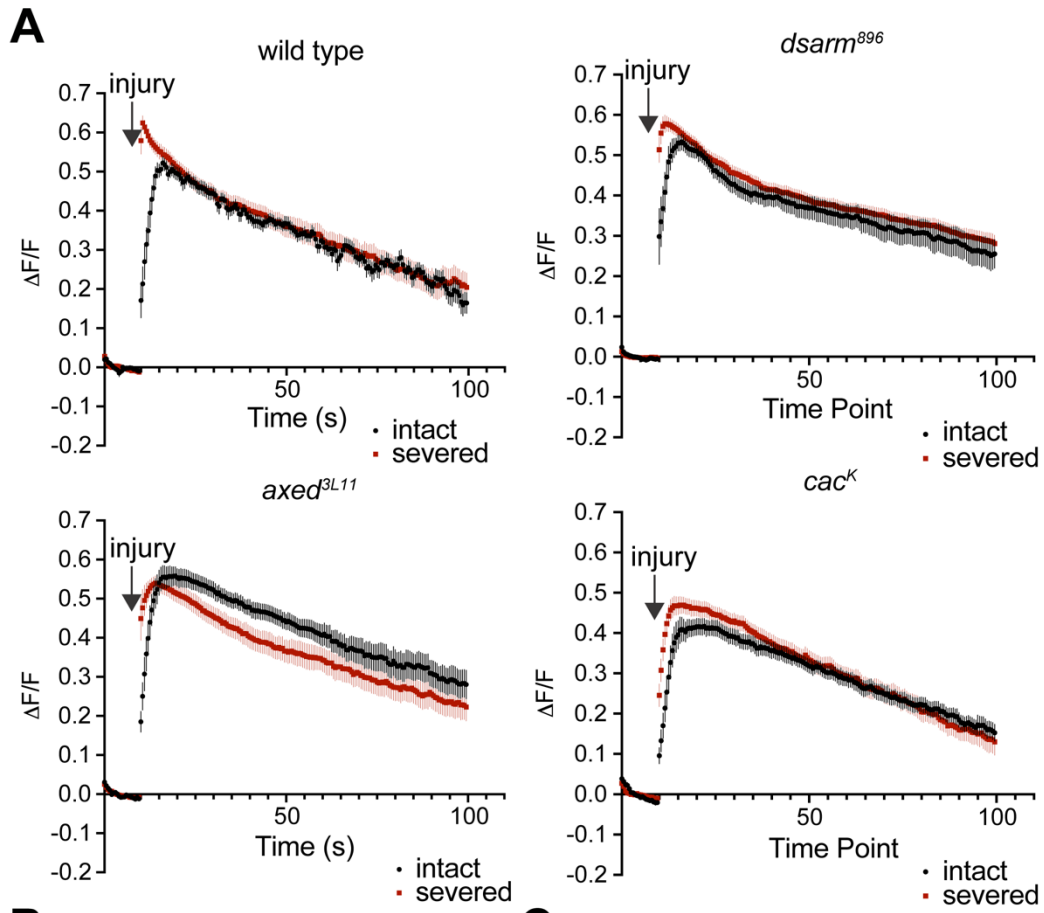 A
wild type
injury
0.7
0.6
0.5
0.4
0.3
0.2
0.1
0.0
-0.1
-0.2
ΔF/F
50
100
Time (s)
intact
severed
dsarm⁸⁹⁶
injury
0.7
0.6
0.5
0.4
0.3
0.2
0.1
0.0
-0.1
-0.2
ΔF/F
50
100
Time Point
intact
severed
axed³ᴸ¹¹
injury
0.7
0.6
0.5
0.4
0.3
0.2
0.1
0.0
-0.1
-0.2
ΔF/F
50
100
Time (s)
intact
severed
cacᴷ
injury
0.7
0.6
0.5
0.4
0.3
0.2
0.1
0.0
-0.1
-0.2
ΔF/F
50
100
Time Point
intact
severed